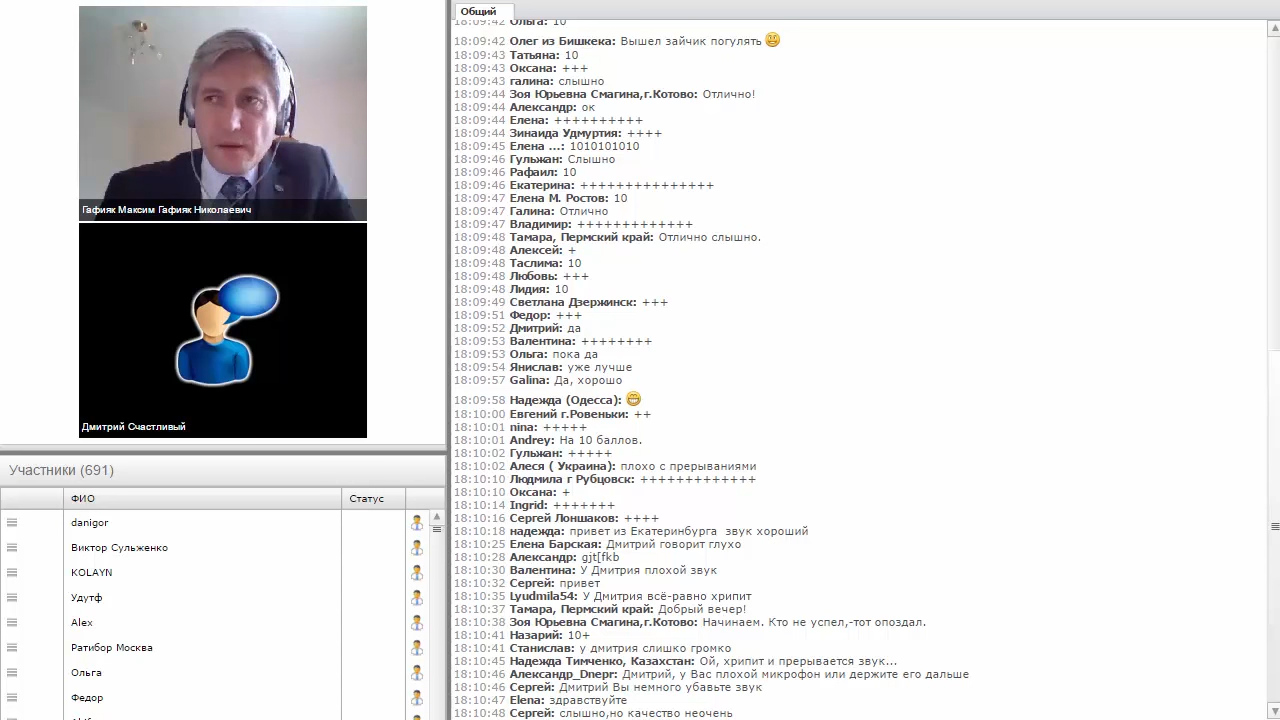 Гафияк Максим Гафияк Николаевич
Дмитрий Счастливый
Участники (691)
ФИО
Статус
danigor
Виктор Сульженко
KOLAYN
Удутф
Alex
Ратибор Москва
Ольга
Федор
Общий
18:09:42 Ольга: 10
18:09:42 Олег из Бишкека: Вышел зайчик погулять
18:09:43 Татьяна: 10
18:09:43 Оксана: +++
18:09:43 галина: слышно
18:09:44 Зоя Юрьевна Смагина,г.Котово: Отлично!
18:09:44 Александр: ок
18:09:44 Елена: ++++++++++
18:09:44 Зинаида Удмуртия: ++++
18:09:45 Елена ...: 1010101010
18:09:46 Гульжан: Слышно
18:09:46 Рафаил: 10
18:09:46 Екатерина: +++++++++++++++
18:09:47 Елена М. Ростов: 10
18:09:47 Галина: Отлично
18:09:47 Владимир: +++++++++++++
18:09:48 Тамара, Пермский край: Отлично слышно.
18:09:48 Алексей: +
18:09:48 Таслима: 10
18:09:48 Любовь: +++
18:09:48 Лидия: 10
18:09:49 Светлана Дзержинск: +++
18:09:51 Федор: +++
18:09:52 Дмитрий: да
18:09:53 Валентина: ++++++++
18:09:53 Ольга: пока да
18:09:54 Янислав: уже лучше
18:09:57 Galina: Да, хорошо
18:09:58 Надежда (Одесса):
18:10:00 Евгений г.Ровеньки: ++
18:10:01 nina: +++++
18:10:01 Andrey: На 10 баллов.
18:10:02 Гульжан: +++++
18:10:02 Алеся ( Украина): плохо с прерываниями
18:10:10 Людмила г Рубцовск: +++++++++++++
18:10:10 Оксана: +
18:10:14 Ingrid: +++++++
18:10:16 Сергей Лоншаков: ++++
18:10:18 надежда: привет из Екатеринбурга звук хороший
18:10:25 Елена Барская: Дмитрий говорит глухо
18:10:28 Александр: gjt[fkb
18:10:30 Валентина: У Дмитрия плохой звук
18:10:32 Сергей: привет
18:10:35 Lyudmila54: У Дмитрия всё-равно хрипит
18:10:37 Тамара, Пермский край: Добрый вечер!
18:10:38 Зоя Юрьевна Смагина,г.Котово: Начинаем. Кто не успел,-тот опоздал.
18:10:41 Назарий: 10+
18:10:41 Станислав: у дмитрия слишко громко
18:10:45 Надежда Тимченко, Казахстан: Ой, хрипит и прерывается звук...
18:10:46 Александр_Dnepr: Дмитрий, у Вас плохой микрофон или держите его дальше
18:10:46 Сергей: Дмитрий Вы немного убавьте звук
18:10:47 Elena: здравствуйте
18:10:48 Сергей: слышно,но качество неочень